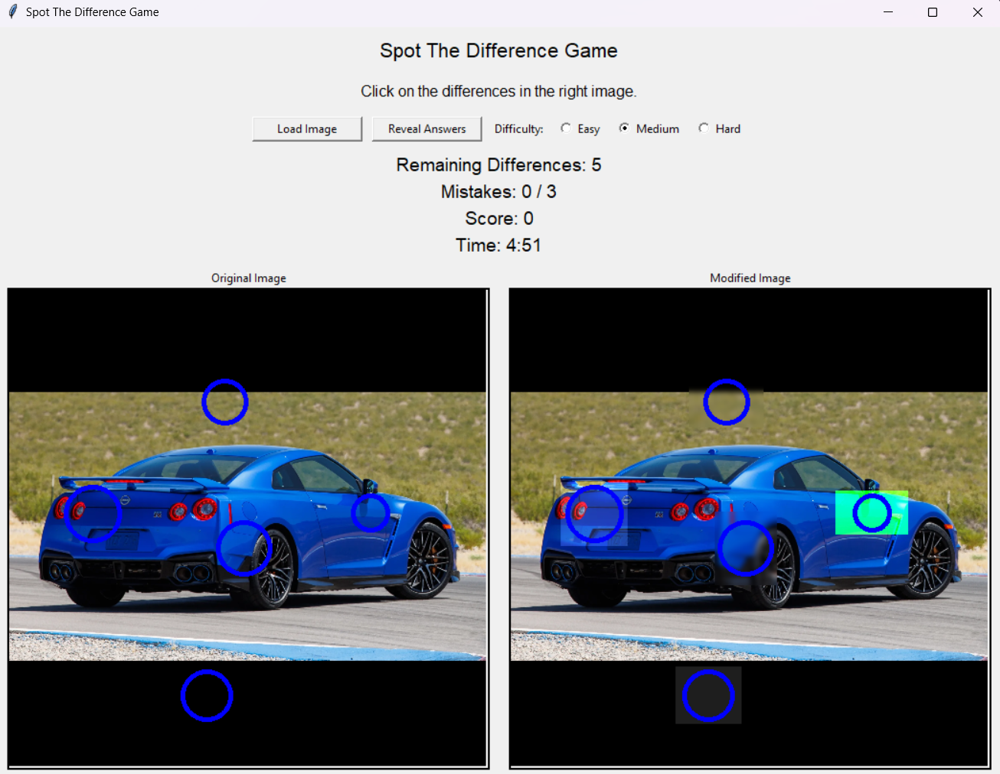 Spot The Difference Game
Spot The Difference Game
Click on the differences in the right image.
Load Image Reveal Answers Difficulty: Easy Medium Hard
Remaining Differences: 5
Mistakes: 0 / 3
Score: 0
Time: 4:51
Original Image Modified Image